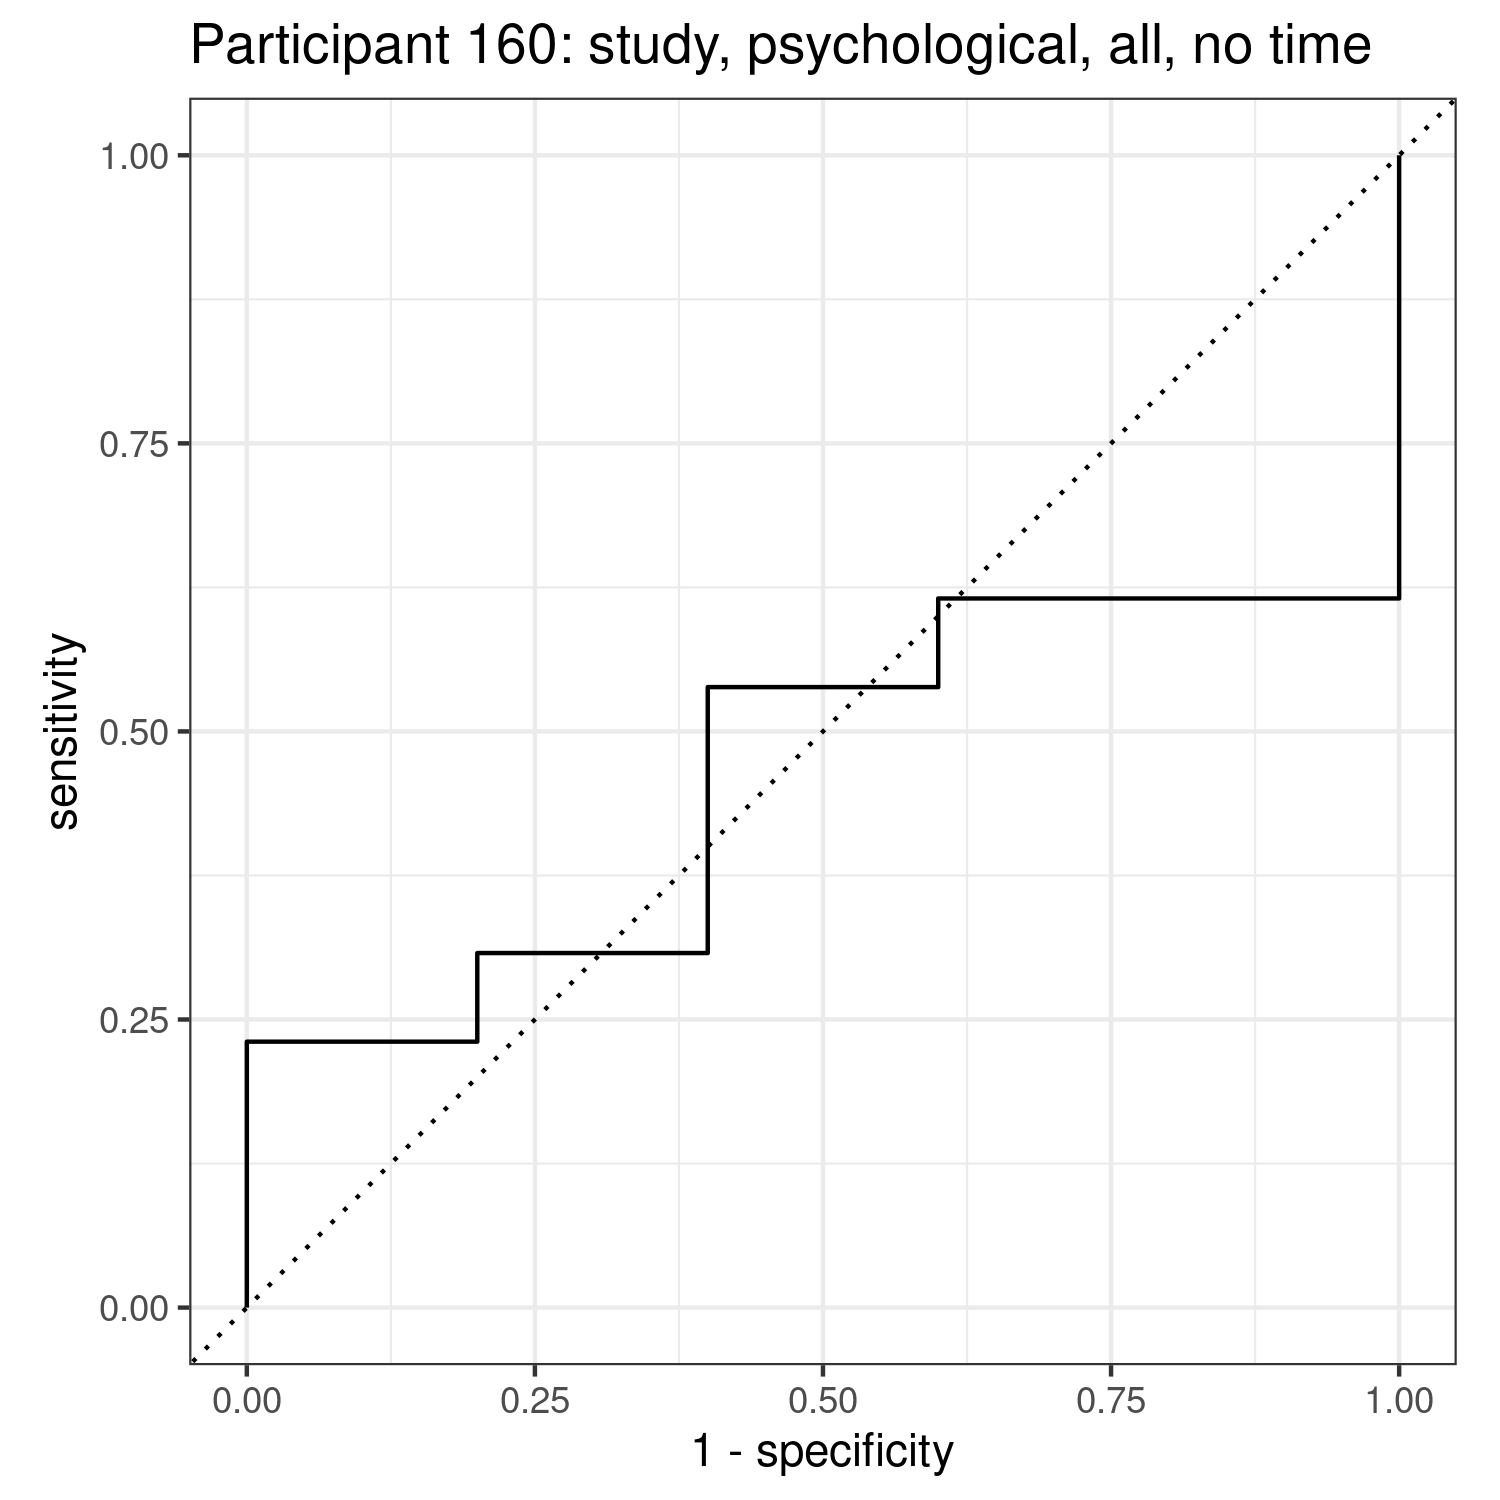 Participant 160: study, psychological, all, no time
1.00
0.75
0.50
0.25
0.00
sensitivity
0.00 0.25 0.50 0.75 1.00
1 - specificity